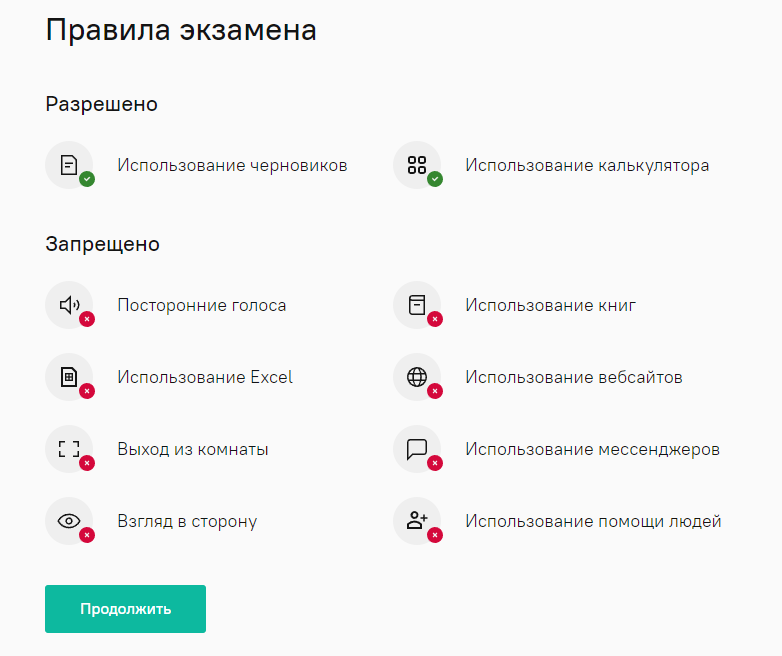 Правила экзамена
Разрешено
Использование черновиков
Использование калькулятора
Запрещено
Посторонние голоса
Использование книг
Использование Excel
Использование вебсайтов
Выход из комнаты
Использование мессенджеров
Взгляд в сторону
Использование помощи людей
Продолжить